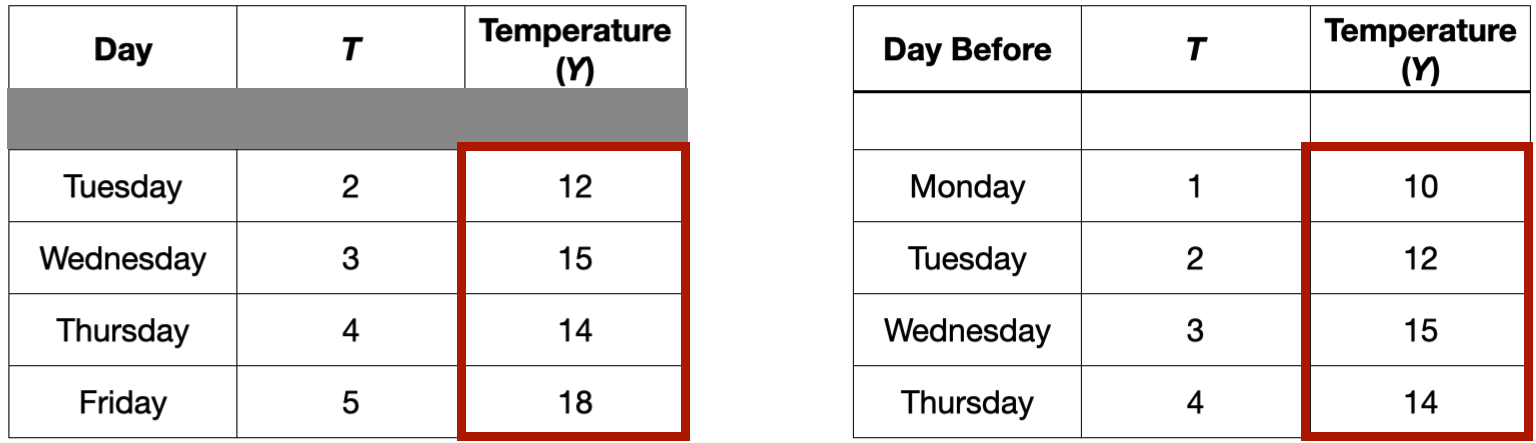 Day T Temperature (Y)
Tuesday 2 12
Wednesday 3 15
Thursday 4 14
Friday 5 18
Day Before T Temperature (Y)
Monday 1 10
Tuesday 2 12
Wednesday 3 15
Thursday 4 14